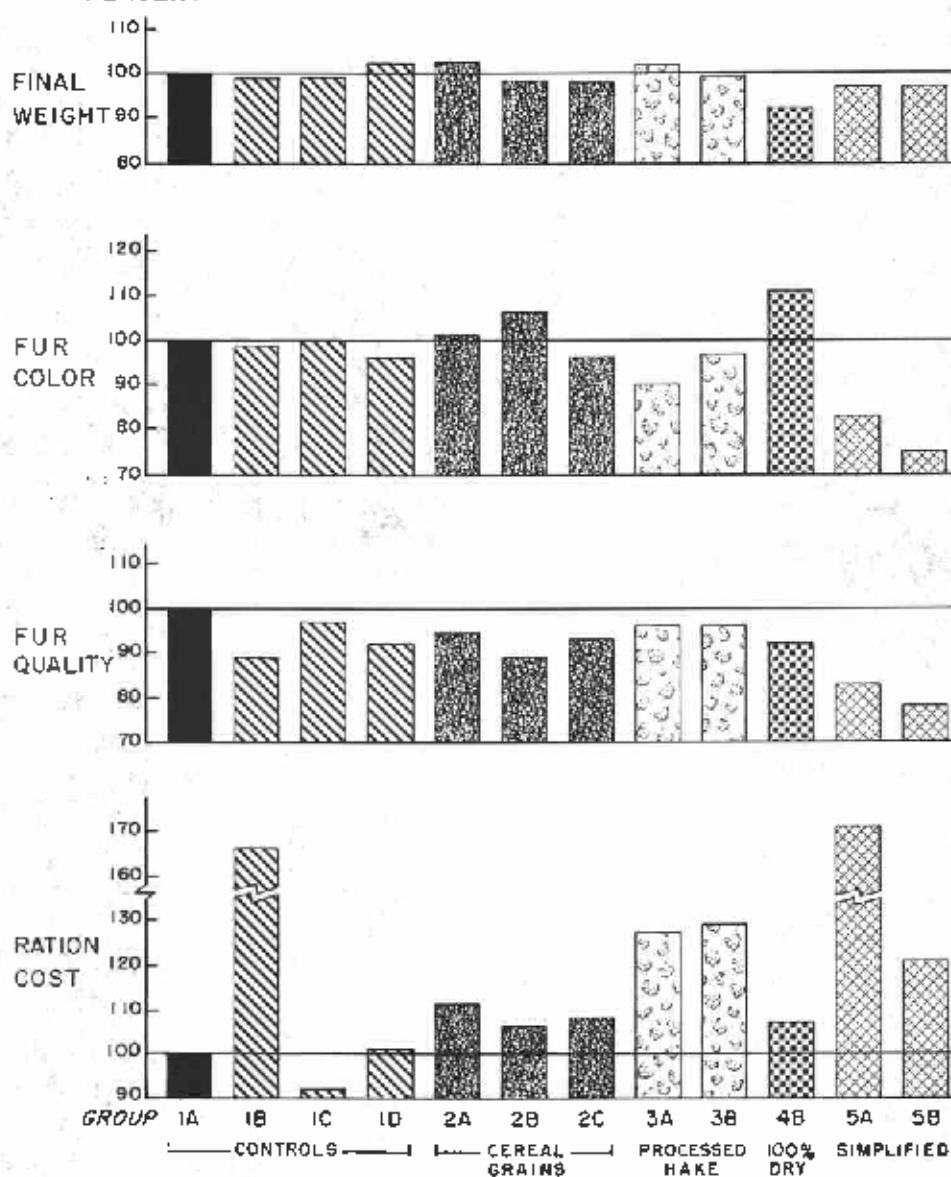 110
100
90
80
FINAL
WEIGHT
120
110
100
90
80
70
FUR
COLOR
110
100
90
80
70
FUR
QUALITY
170
160
130
120
110
100
90
RATION
COST
GROUP 1A 1B 1C 1D 2A 2B 2C 3A 3B 4B 5A 5B
CONTROLS CEREAL PROCESSED 100% SIMPLIFIED
GRAINS HAKE DRY